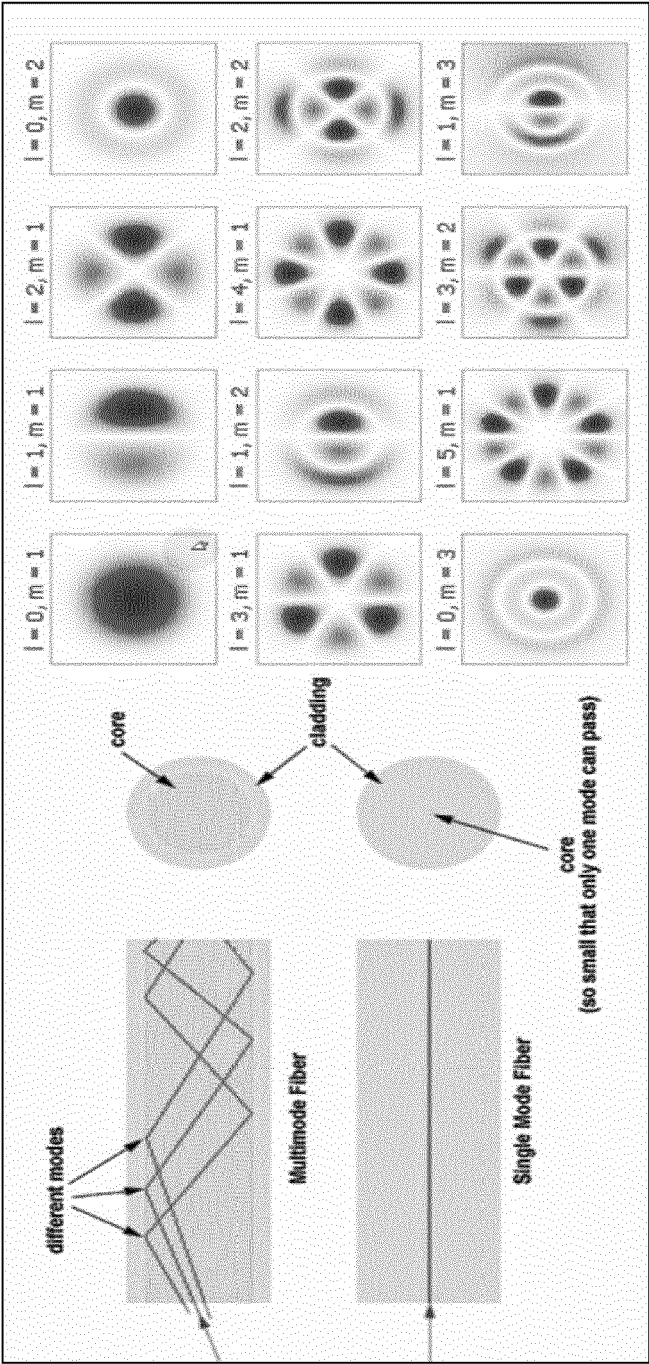 different modes
Multimode Fiber
core
cladding
Single Mode Fiber
core
(so small that only one mode can pass)
l = 0, m = 1
l = 1, m = 1
l = 2, m = 1
l = 0, m = 2
l = 3, m = 1
l = 1, m = 2
l = 4, m = 1
l = 2, m = 2
l = 0, m = 3
l = 5, m = 1
l = 3, m = 2
l = 1, m = 3